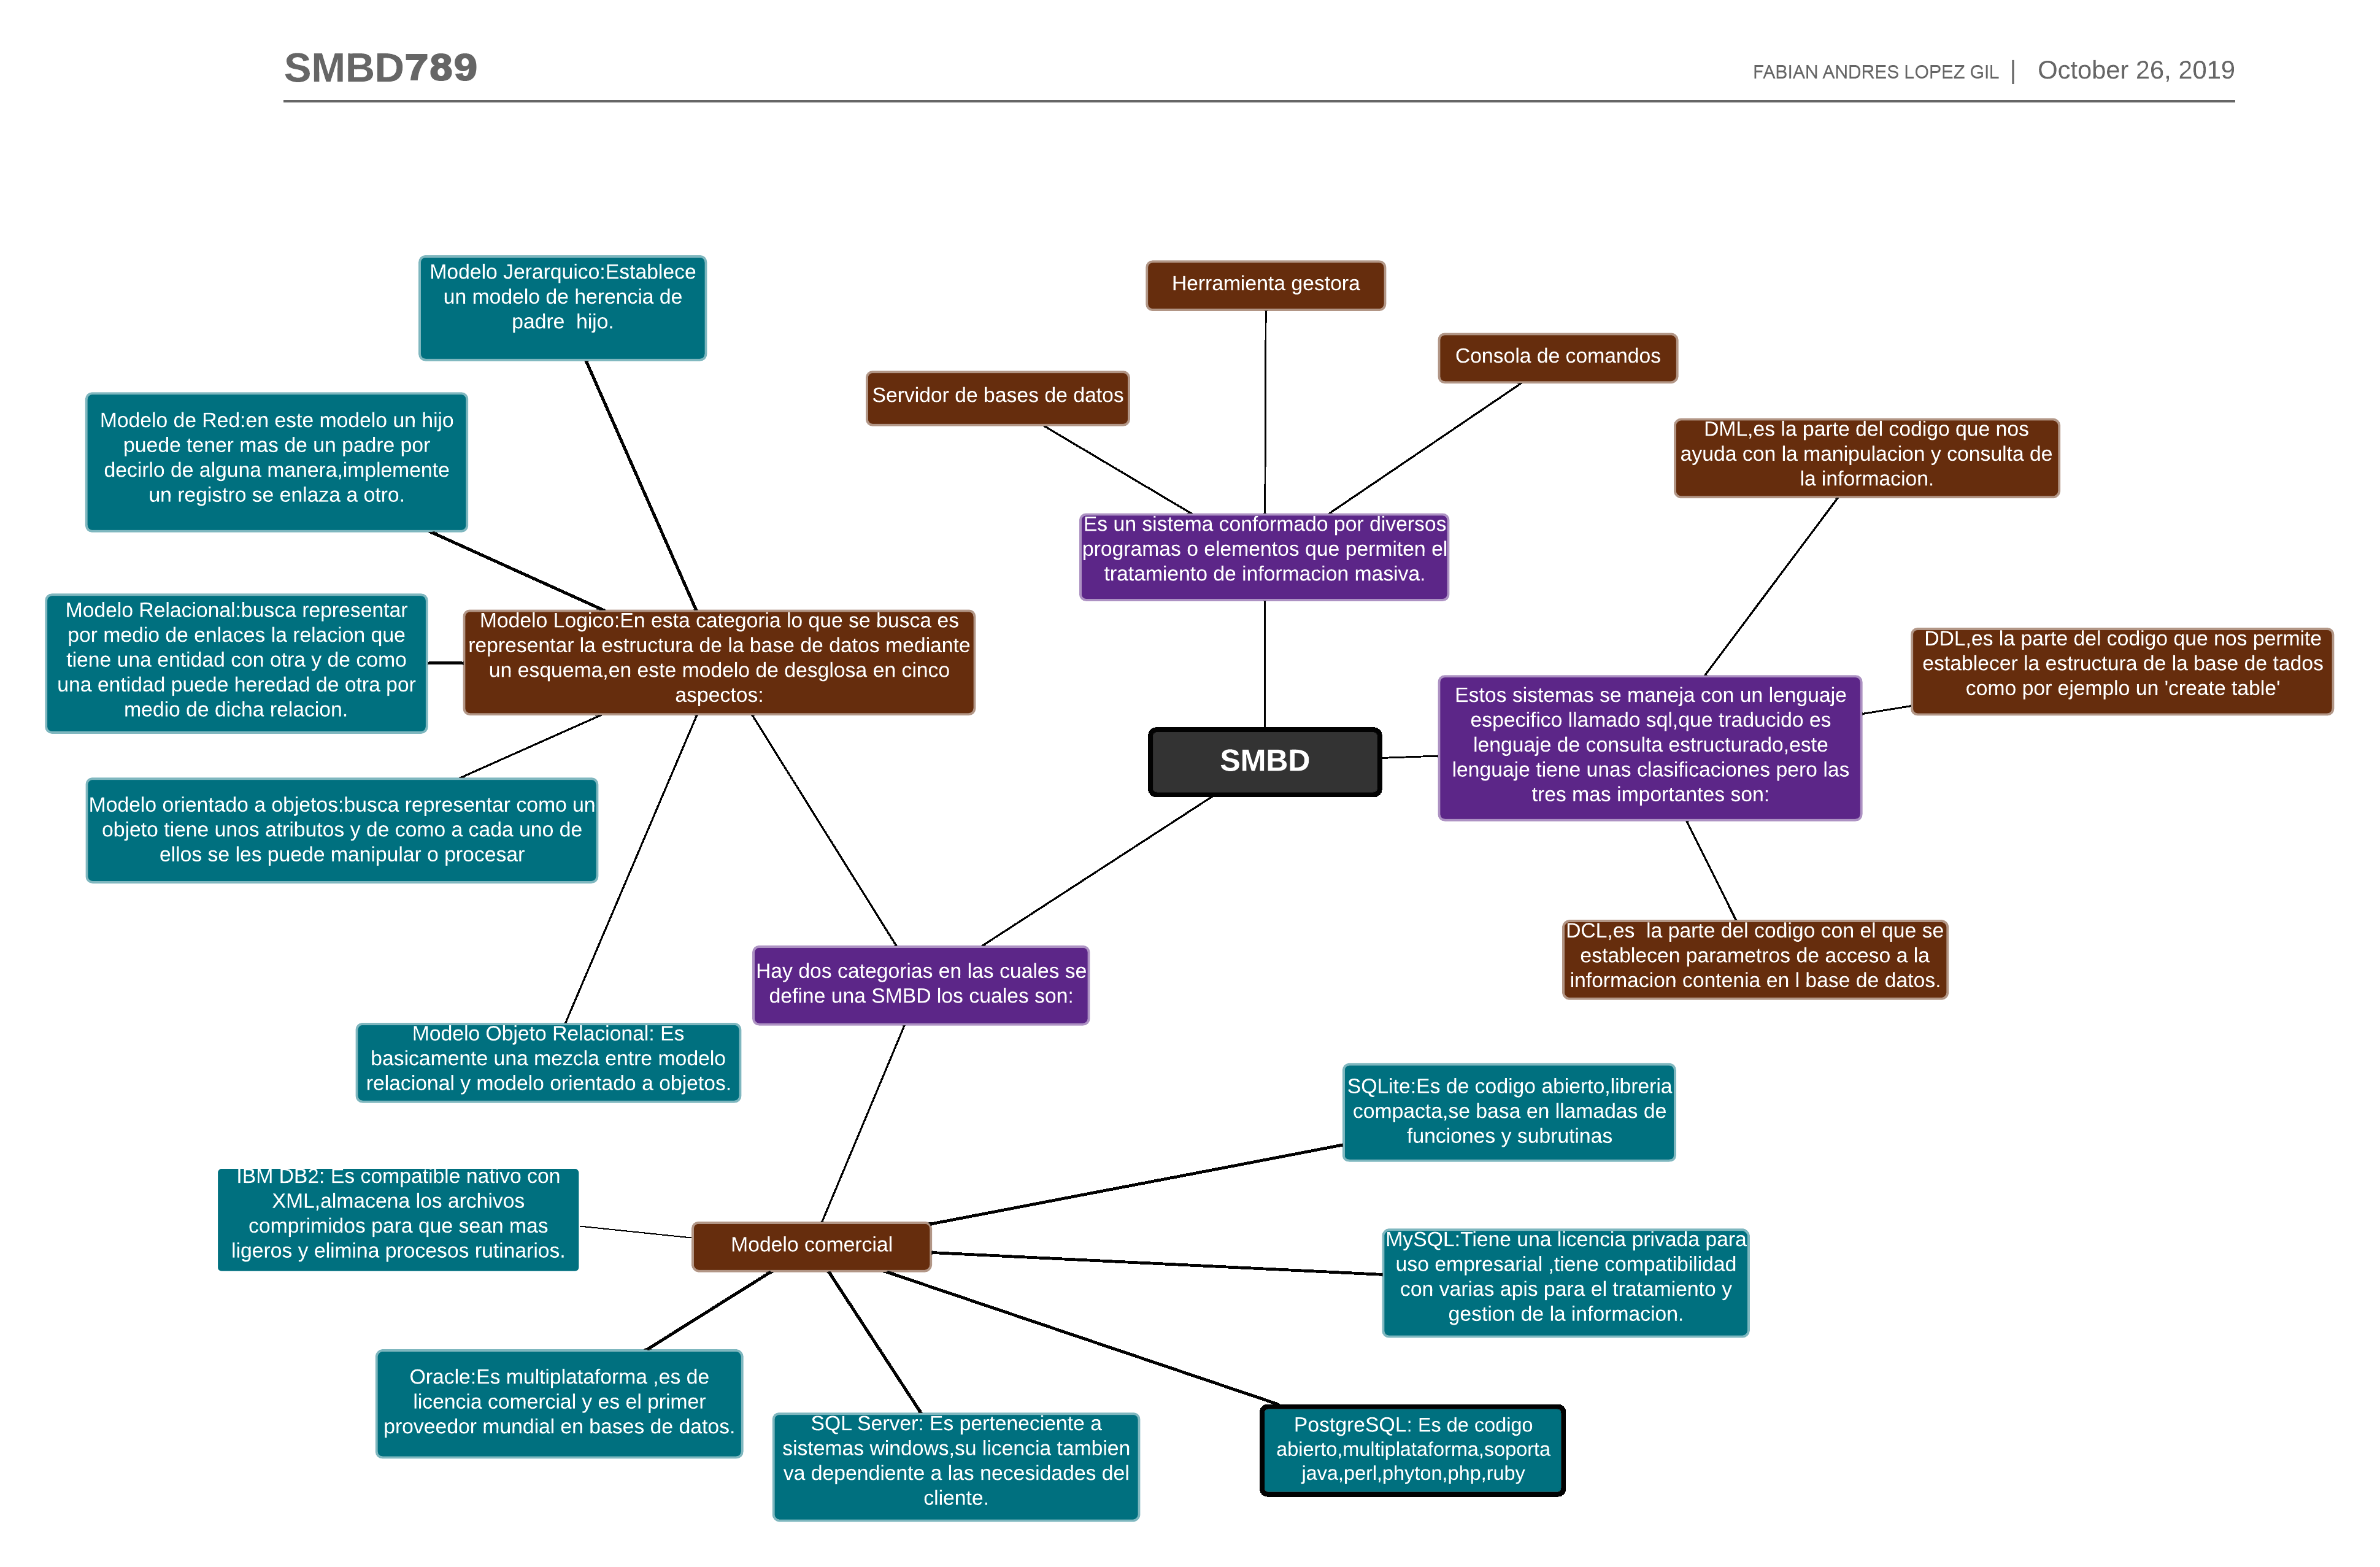 SMBD789
FABIAN ANDRES LOPEZ GIL | October 26, 2019
Modelo Jerarquico:Establece
un modelo de herencia de
padre  hijo.
Herramienta gestora
Consola de comandos
Servidor de bases de datos
Modelo de Red:en este modelo un hijo
puede tener mas de un padre por
decirlo de alguna manera,implemente
un registro se enlaza a otro.
DML,es la parte del codigo que nos
ayuda con la manipulacion y consulta de
la informacion.
Es un sistema conformado por diversos
programas o elementos que permiten el
tratamiento de informacion masiva.
Modelo Relacional:busca representar
por medio de enlaces la relacion que
tiene una entidad con otra y de como
una entidad puede heredad de otra por
medio de dicha relacion.
Modelo Logico:En esta categoria lo que se busca es
representar la estructura de la base de datos mediante
un esquema,en este modelo de desglosa en cinco
aspectos:
DDL,es la parte del codigo que nos permite
establecer la estructura de la base de tados
como por ejemplo un 'create table'
Estos sistemas se maneja con un lenguaje
especifico llamado sql,que traducido es
lenguaje de consulta estructurado,este
lenguaje tiene unas clasificaciones pero las
tres mas importantes son:
SMBD
Modelo orientado a objetos:busca representar como un
objeto tiene unos atributos y de como a cada uno de
ellos se les puede manipular o procesar
DCL,es  la parte del codigo con el que se
establecen parametros de acceso a la
informacion contenia en l base de datos.
Hay dos categorias en las cuales se
define una SMBD los cuales son:
Modelo Objeto Relacional: Es
basicamente una mezcla entre modelo
relacional y modelo orientado a objetos.
SQLite:Es de codigo abierto,libreria
compacta,se basa en llamadas de
funciones y subrutinas
IBM DB2: Es compatible nativo con
XML,almacena los archivos
comprimidos para que sean mas
ligeros y elimina procesos rutinarios.
Modelo comercial
MySQL:Tiene una licencia privada para
uso empresarial ,tiene compatibilidad
con varias apis para el tratamiento y
gestion de la informacion.
Oracle:Es multiplataforma ,es de
licencia comercial y es el primer
proveedor mundial en bases de datos.
SQL Server: Es perteneciente a
sistemas windows,su licencia tambien
va dependiente a las necesidades del
cliente.
PostgreSQL: Es de codigo
abierto,multiplataforma,soporta
java,perl,phyton,php,ruby